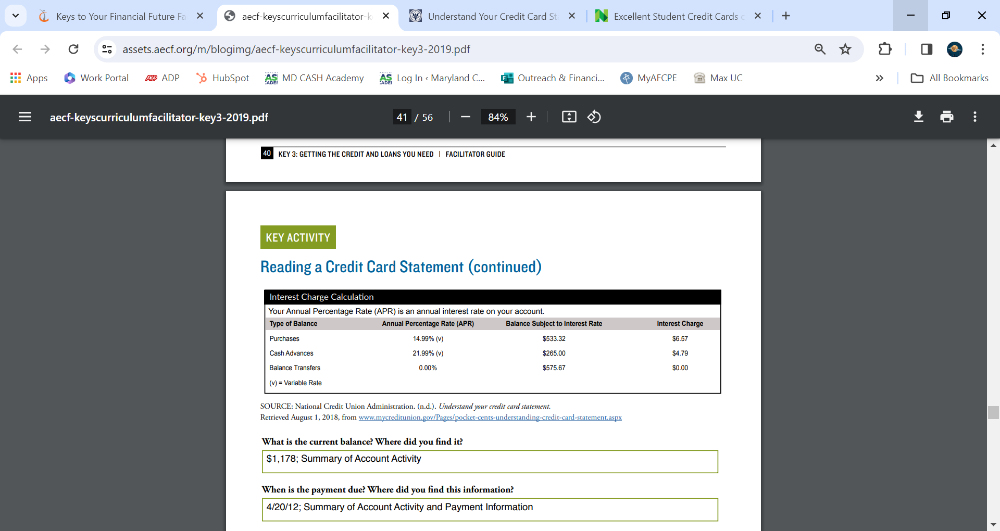 Keys to Your Financial Future Fa
aecf-keyscurriculumfacilitator-k
Understand Your Credit Card St
Excellent Student Credit Cards o
assets.aecf.org/m/blogimg/aecf-keyscurriculumfacilitator-key3-2019.pdf
Apps Work Portal ADP ADP HubSpot AS CADEM MD CASH Academy AS CADEM Log In ‹ Maryland C... F Outreach & Financi... MyAFCPE Max UC » All Bookmarks
aecf-keyscurriculumfacilitator-key3-2019.pdf 41 / 56 — 84% +
40 KEY 3: GETTING THE CREDIT AND LOANS YOU NEED | FACILITATOR GUIDE
KEY ACTIVITY
Reading a Credit Card Statement (continued)
Interest Charge Calculation
Your Annual Percentage Rate (APR) is an annual interest rate on your account.
Type of Balance Annual Percentage Rate (APR) Balance Subject to Interest Rate Interest Charge
Purchases 14.99% (v) $533.32 $6.57
Cash Advances 21.99% (v) $265.00 $4.79
Balance Transfers 0.00% $575.67 $0.00
(v) = Variable Rate
SOURCE: National Credit Union Administration. (n.d.). Understand your credit card statement.
Retrieved August 1, 2018, from www.mycreditunion.gov/Pages/pocket-cents-understanding-credit-card-statement.aspx
What is the current balance? Where did you find it?
$1,178; Summary of Account Activity
When is the payment due? Where did you find this information?
4/20/12; Summary of Account Activity and Payment Information